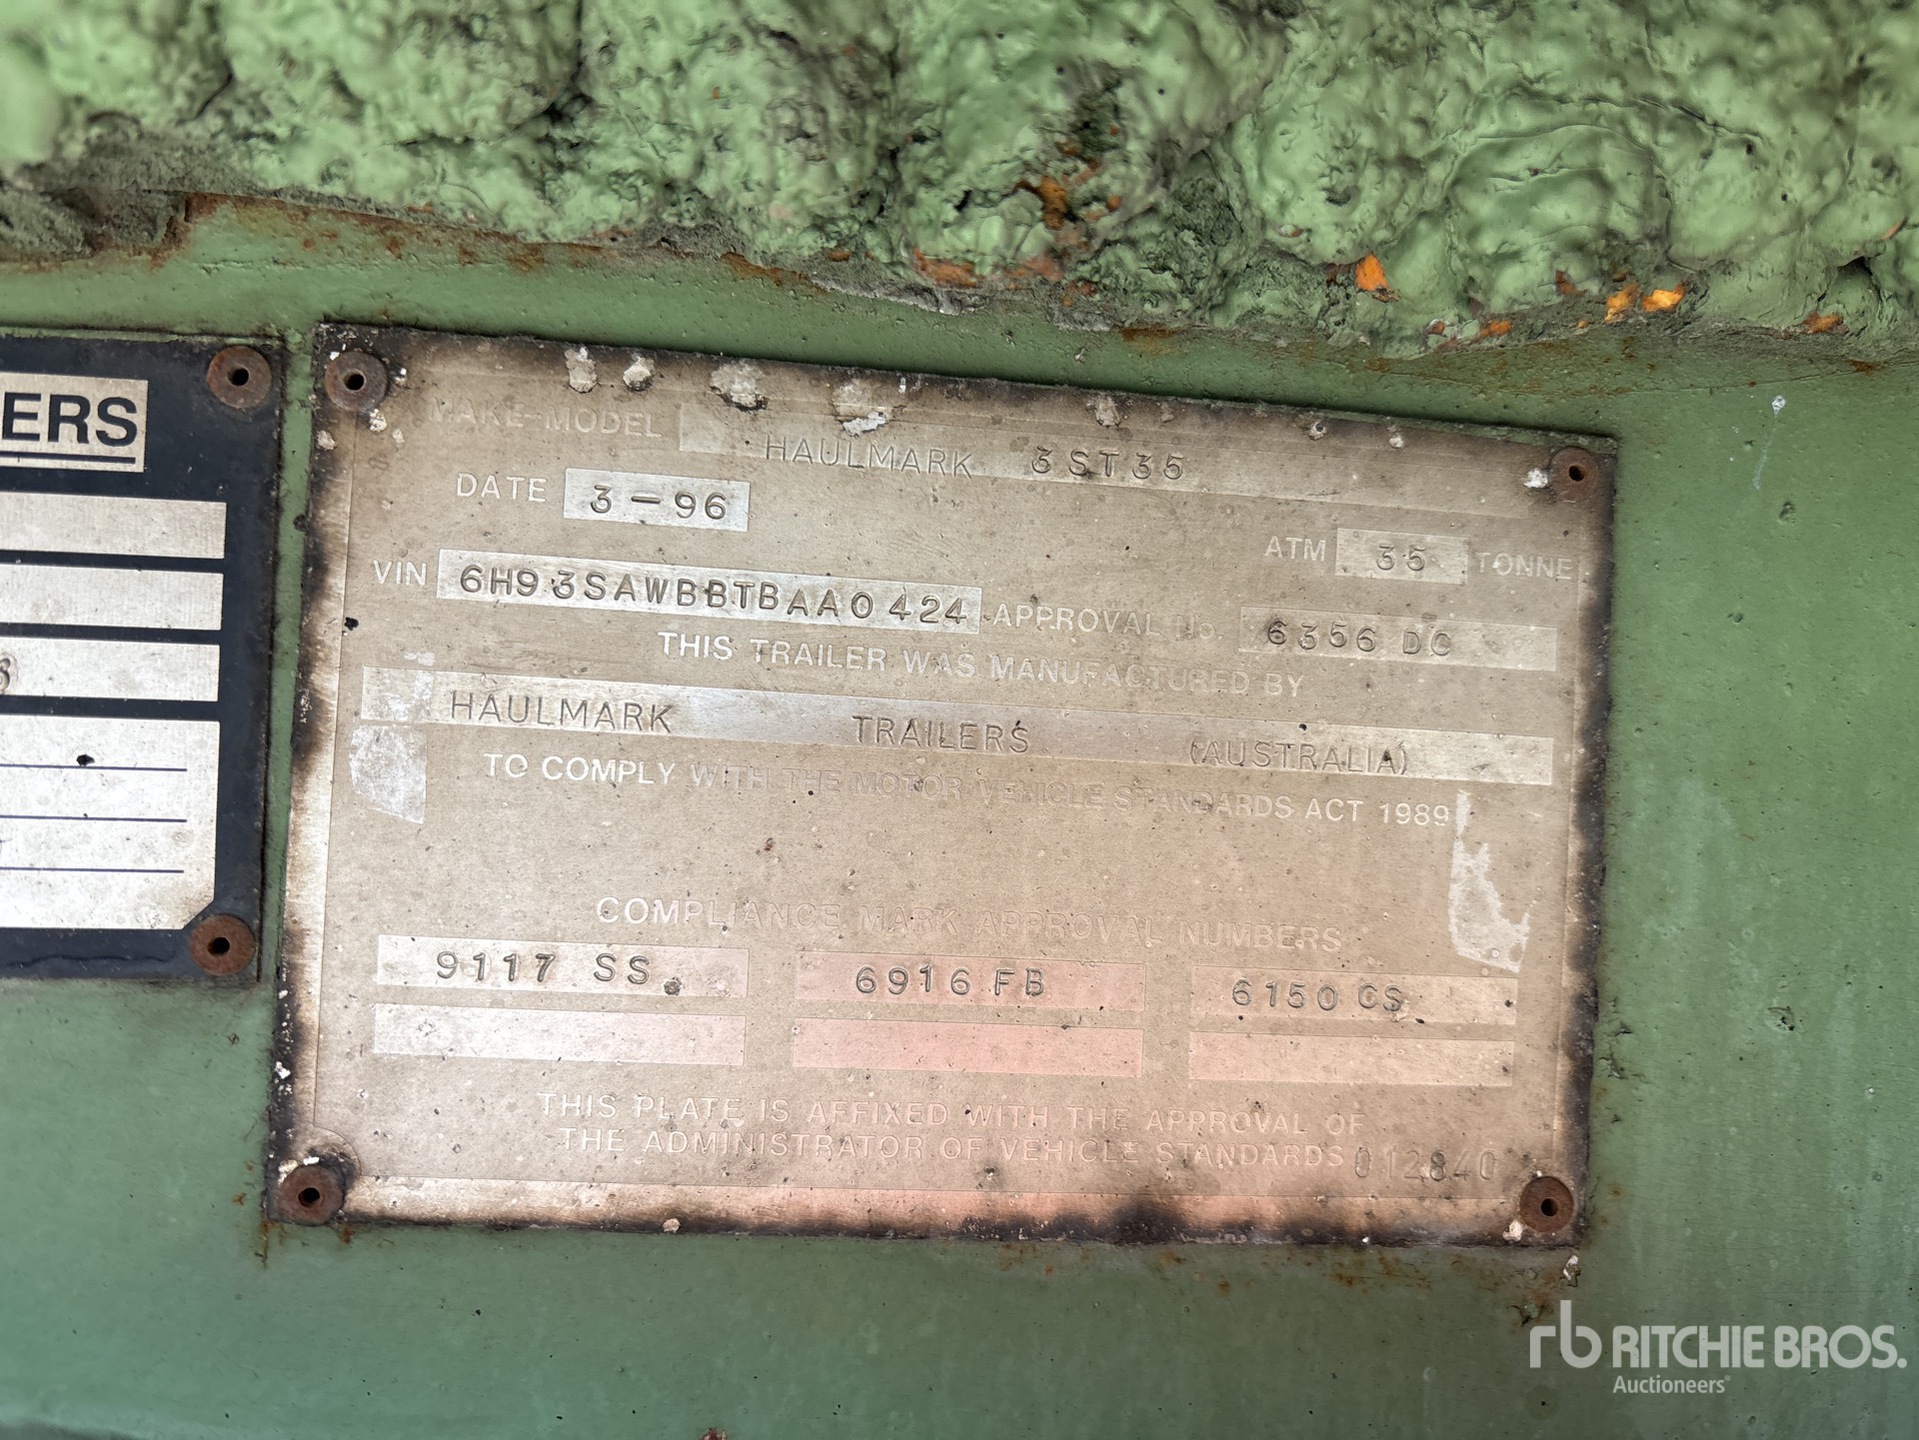 ERS
MAKE-MODEL HAULMARK 3ST35
DATE 3-96
ATM 35 TONNE
VIN 6H93SAWBBTBAA0424 APPROVAL No. 6356 DC
THIS TRAILER WAS MANUFACTURED BY
HAULMARK TRAILERS (AUSTRALIA)
TO COMPLY WITH THE MOTOR VEHICLE STANDARDS ACT 1989
COMPLIANCE MARK APPROVAL NUMBERS
9117 SS 6916 FB 6150 CS
THIS PLATE IS AFFIXED WITH THE APPROVAL OF
THE ADMINISTRATOR OF VEHICLE STANDARDS 012840
rb RITCHIE BROS.
Auctioneers